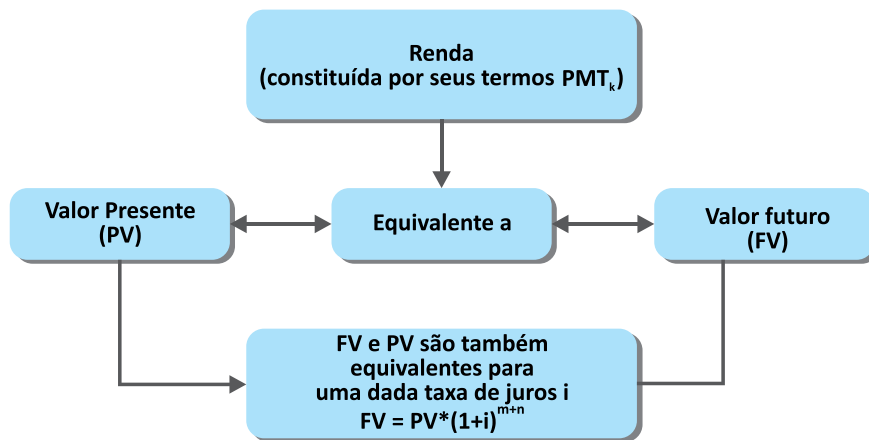 Renda
(constituída por seus termos PMTₖ)
Valor Presente
(PV)
Equivalente a
Valor futuro
(FV)
FV e PV são também
equivalentes para
uma dada taxa de juros i
FV = PV*(1+i)^m+n